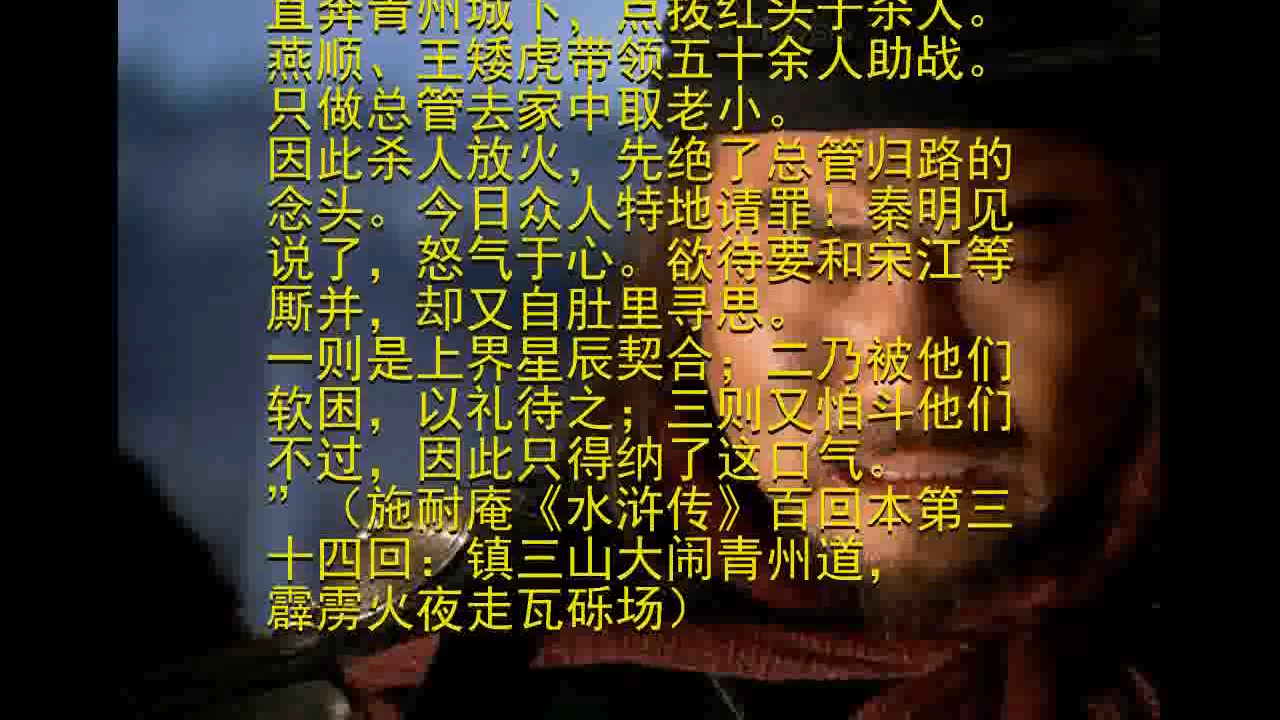 直奔青州城下，点拨红头子杀人。
燕顺、王矮虎带领五十余人助战。
只做总管去家中取老小。
因此杀人放火，先绝了总管归路的
念头。今日众人特地请罪！秦明见
说了，怒气于心。欲待要和宋江等
厮并，却又自肚里寻思。
一则是上界星辰契合；二乃被他们
软困，以礼待之；三则又怕斗他们
不过，因此只得纳了这口气。
”（施耐庵《水浒传》百回本第三
十四回：镇三山大闹青州道，
霹雳火夜走瓦砾场）